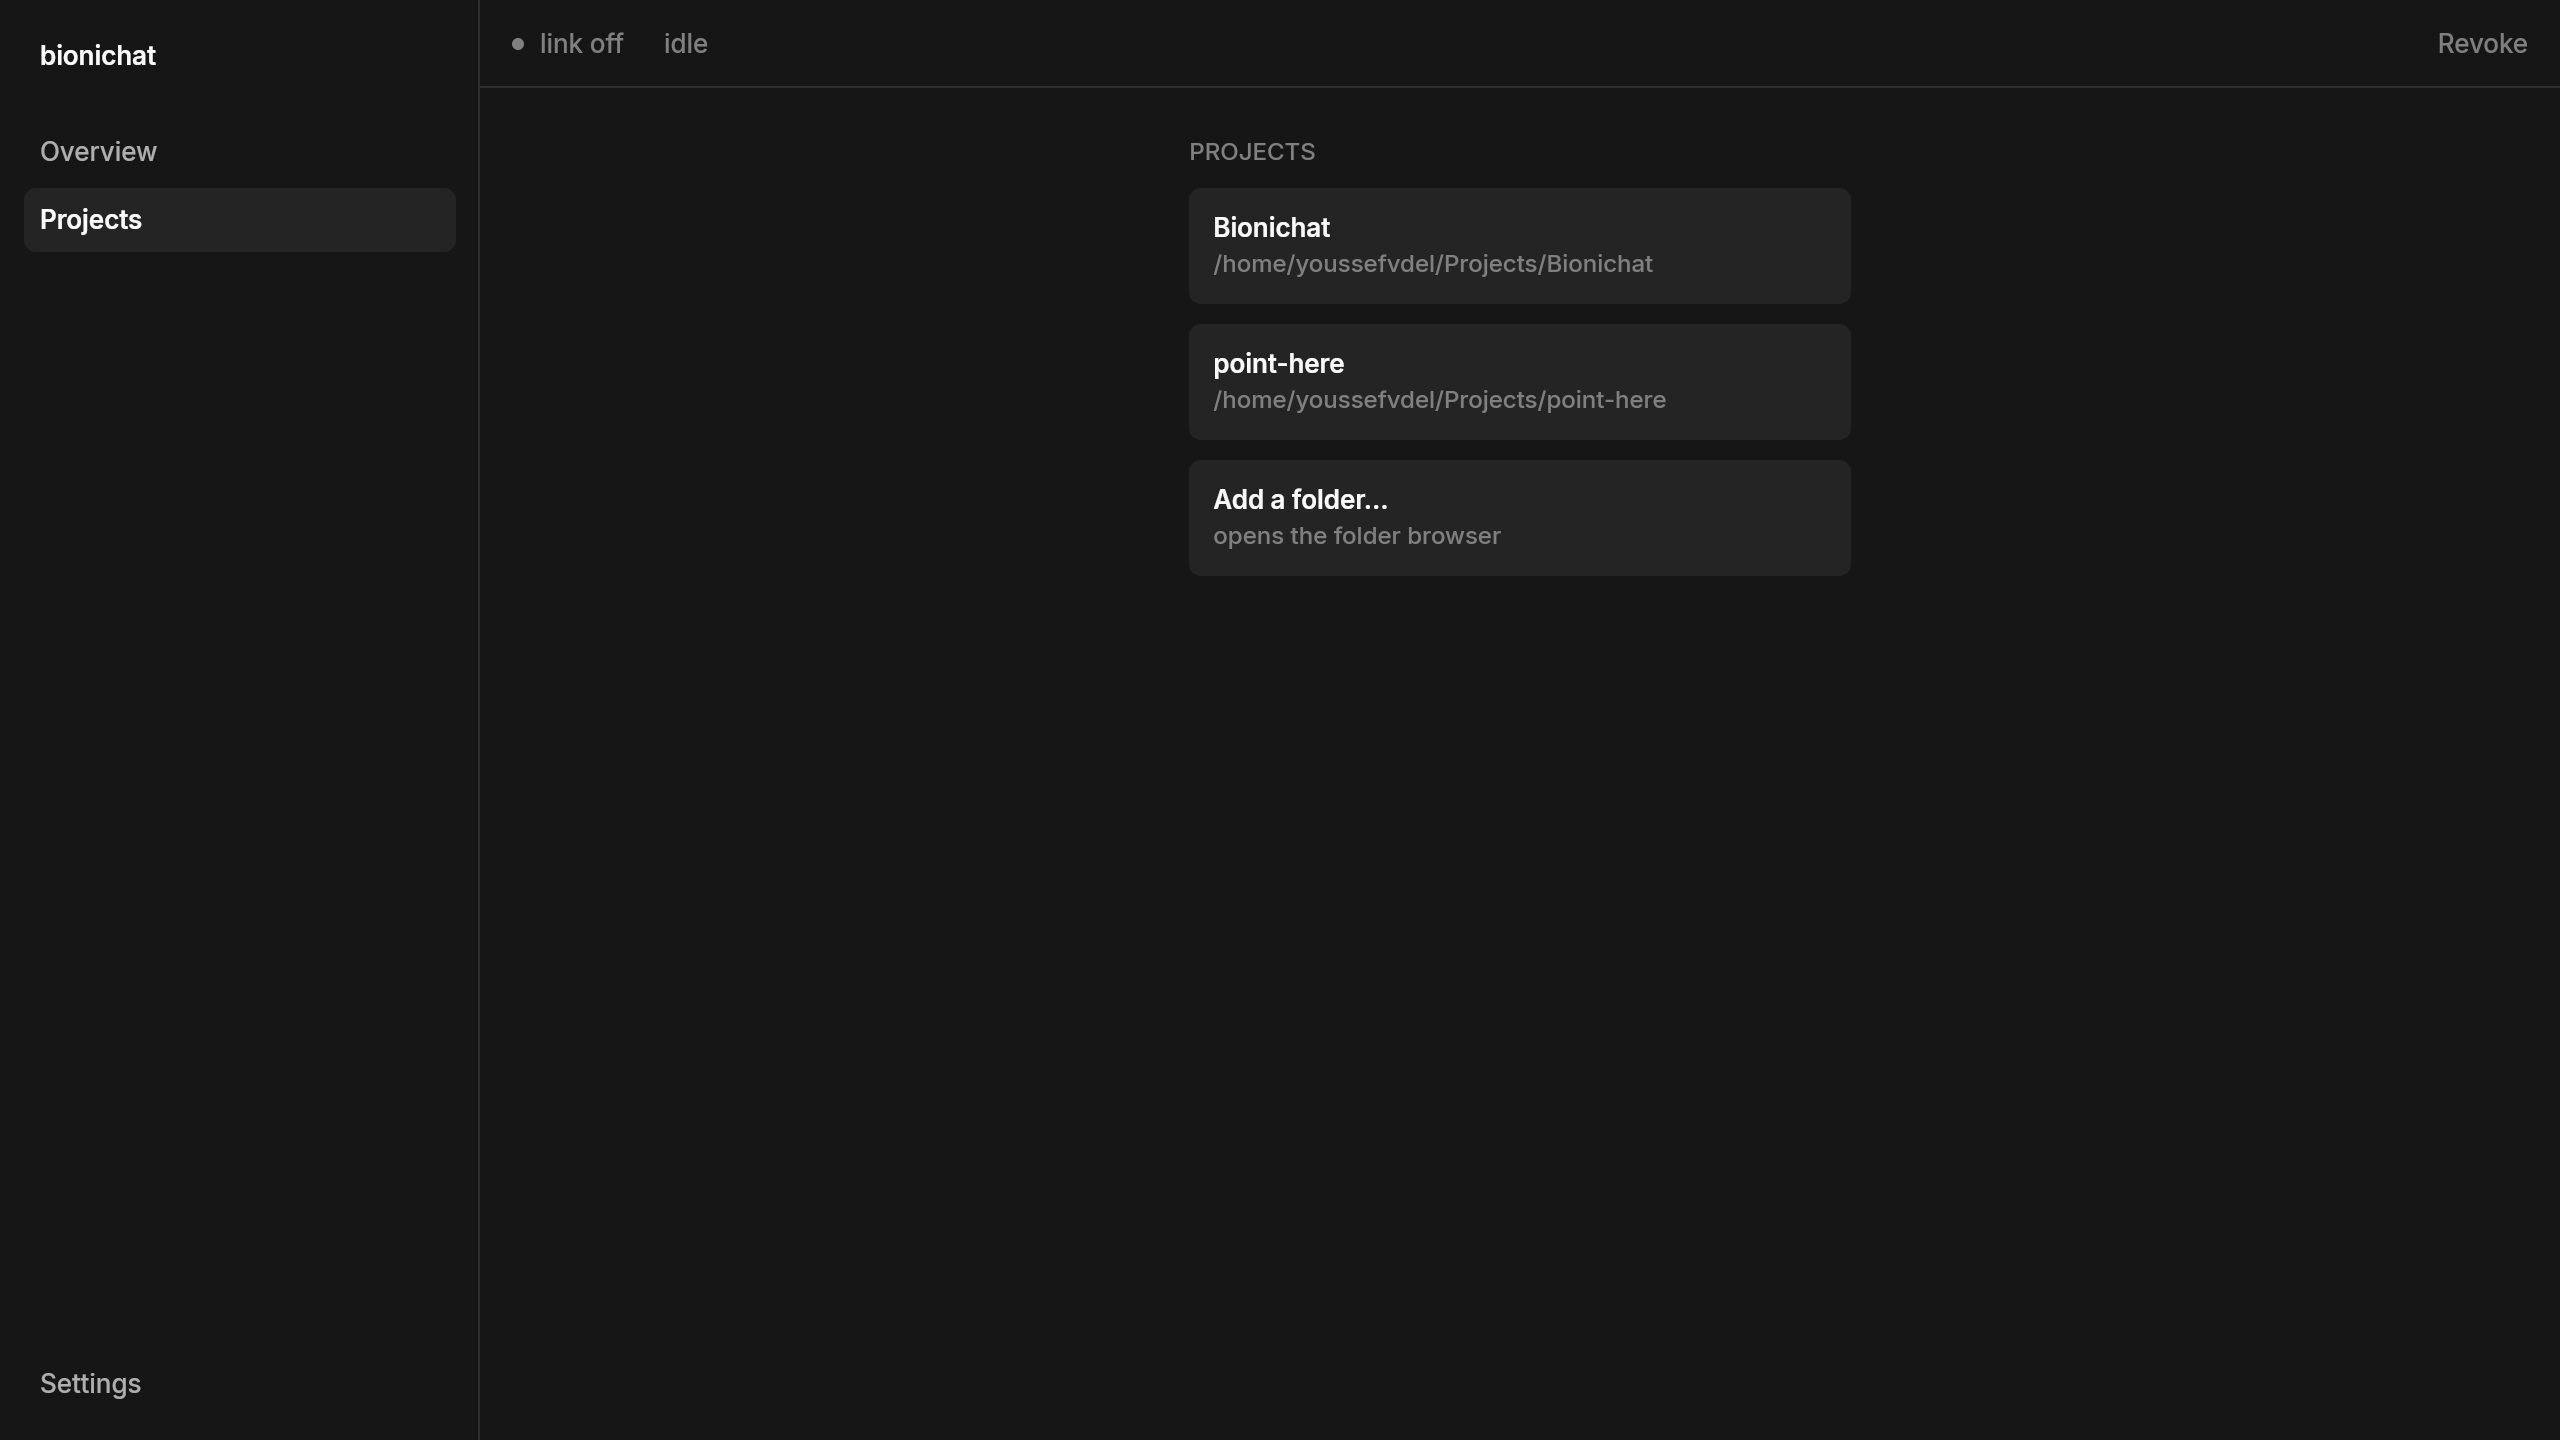 bionichat
Overview
Projects
Settings
link off
idle
Revoke
PROJECTS
Bionichat
/home/youssefvdel/Projects/Bionichat
point-here
/home/youssefvdel/Projects/point-here
Add a folder...
opens the folder browser